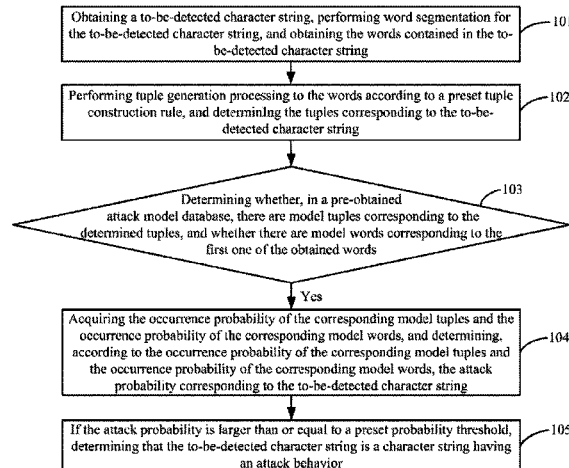 Obtaining a to-be-detected character string, performing word segmentation for
the to-be-detected character string, and obtaining the words contained in the to-
be-detected character string
101
Performing tuple generation processing to the words according to a preset tuple
construction rule, and determining the tuples corresponding to the to-be-
detected character string
102
Determining whether, in a pre-obtained
attack model database, there are model tuples corresponding to the
determined tuples, and whether there are model words corresponding to the
first one of the obtained words
103
Yes
Acquiring the occurrence probability of the corresponding model tuples and the
occurrence probability of the corresponding model words, and determining,
according to the occurrence probability of the corresponding model tuples and
the occurrence probability of the corresponding model words, the attack
probability corresponding to the to-be-detected character string
104
If the attack probability is larger than or equal to a preset probability threshold,
determining that the to-be-detected character string is a character string having
an attack behavior
105